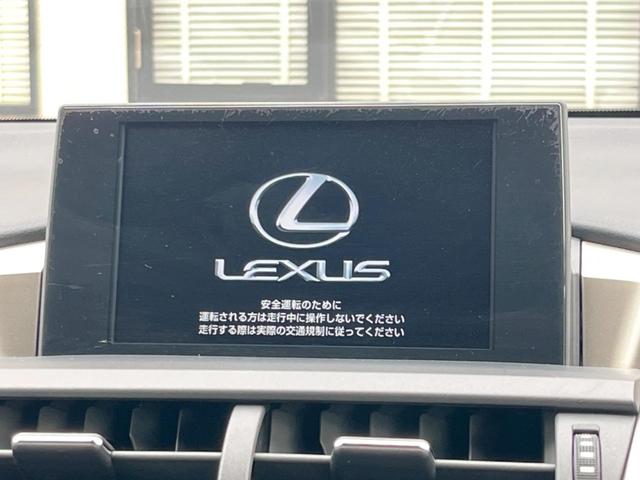 LEXUS
安全運転のために
運転される方は走行中に操作しないでください
走行する際は実際の交通規制に従ってください